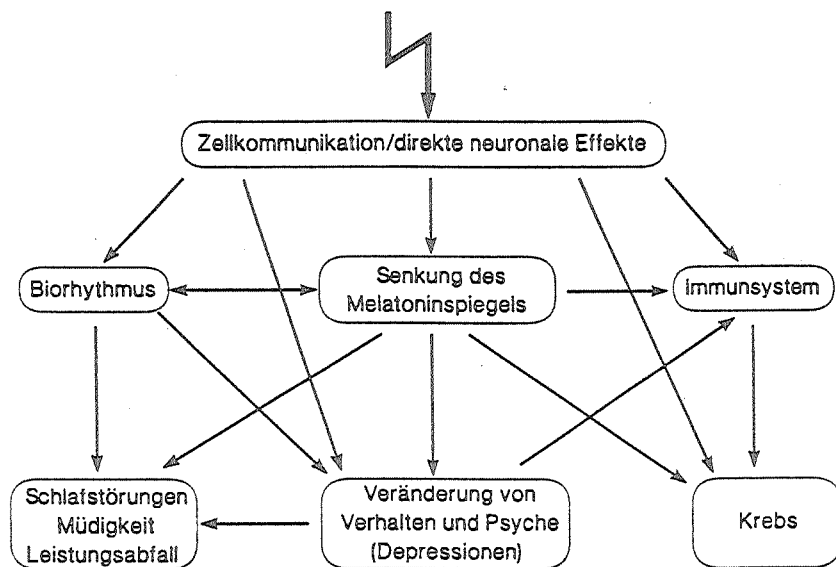 Zellkommunikation/direkte neuronale Effekte
Biorhythmus
Senkung des
Melatoninspiegels
Immunsystem
Schlafstörungen
Müdigkeit
Leistungsabfall
Veränderung von
Verhalten und Psyche
(Depressionen)
Krebs